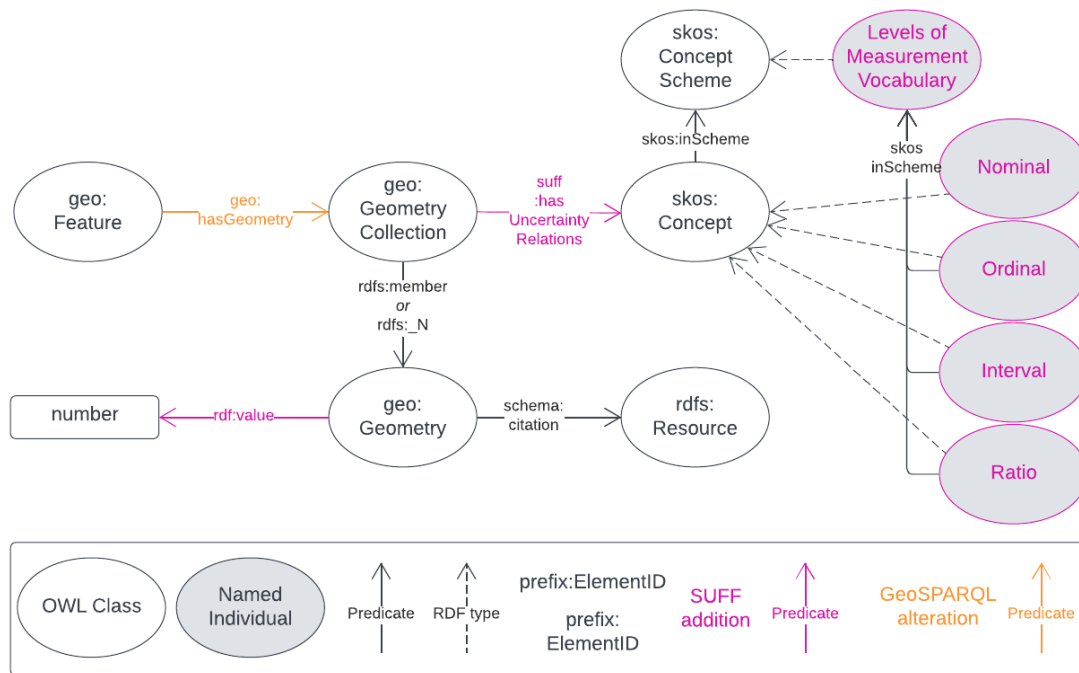 skos:
Concept
Scheme
Levels of
Measurement
Vocabulary
skos:inScheme
skos
inScheme
Nominal
geo:
Feature
geo:
hasGeometry
geo:
Geometry
Collection
suff
:has
Uncertainty
Relations
skos:
Concept
Ordinal
rdfs:member
or
rdfs:_N
Interval
number
rdf:value
geo:
Geometry
schema:
citation
rdfs:
Resource
Ratio
OWL Class
Named
Individual
Predicate
RDF type
prefix:ElementID
prefix:
ElementID
SUFF
addition
Predicate
GeoSPARQL
alteration
Predicate